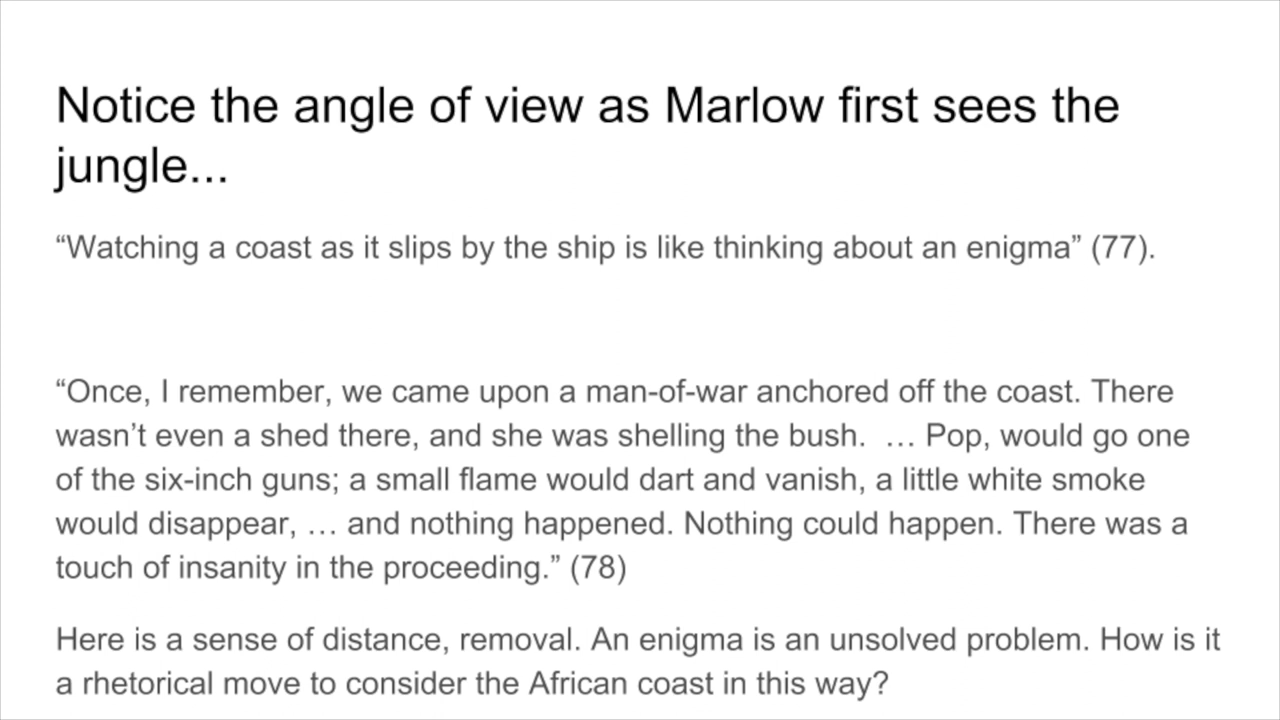 Notice the angle of view as Marlow first sees the
jungle...
“Watching a coast as it slips by the ship is like thinking about an enigma” (77).
“Once, I remember, we came upon a man-of-war anchored off the coast. There
wasn’t even a shed there, and she was shelling the bush.  … Pop, would go one
of the six-inch guns; a small flame would dart and vanish, a little white smoke
would disappear, … and nothing happened. Nothing could happen. There was a
touch of insanity in the proceeding.” (78)
Here is a sense of distance, removal. An enigma is an unsolved problem. How is it
a rhetorical move to consider the African coast in this way?